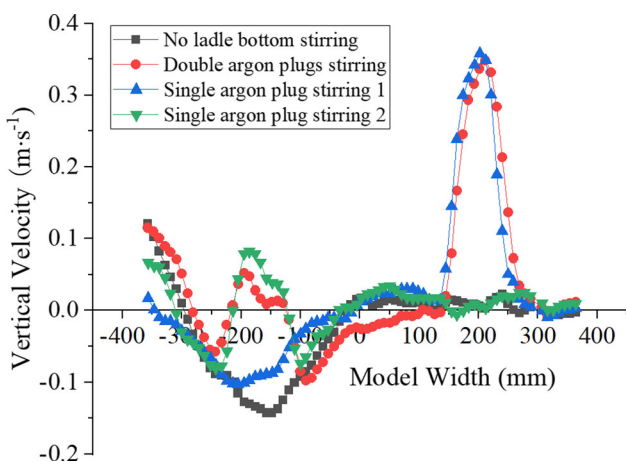 0.4
0.3
0.2
0.1
0.0
-0.1
-0.2
Vertical Velocity (m·s⁻¹)
No ladle bottom stirring
Double argon plugs stirring
Single argon plug stirring 1
Single argon plug stirring 2
-400 -300 -200 -100 0 100 200 300 400
Model Width (mm)